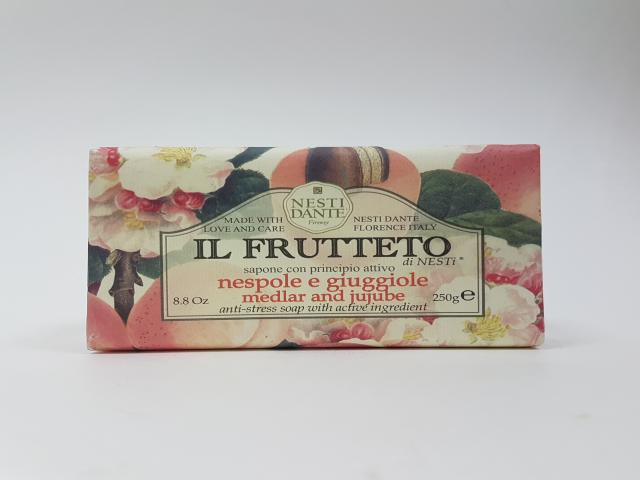 NESTI
DANTE
Firenze
MADE WITH
LOVE AND CARE
NESTI DANTE
FLORENCE ITALY
IL FRUTTETO
di NESTi®
sapone con principio attivo
nespole e giuggiole
medlar and jujube
8.8 Oz
250g℮
anti-stress soap with active ingredient